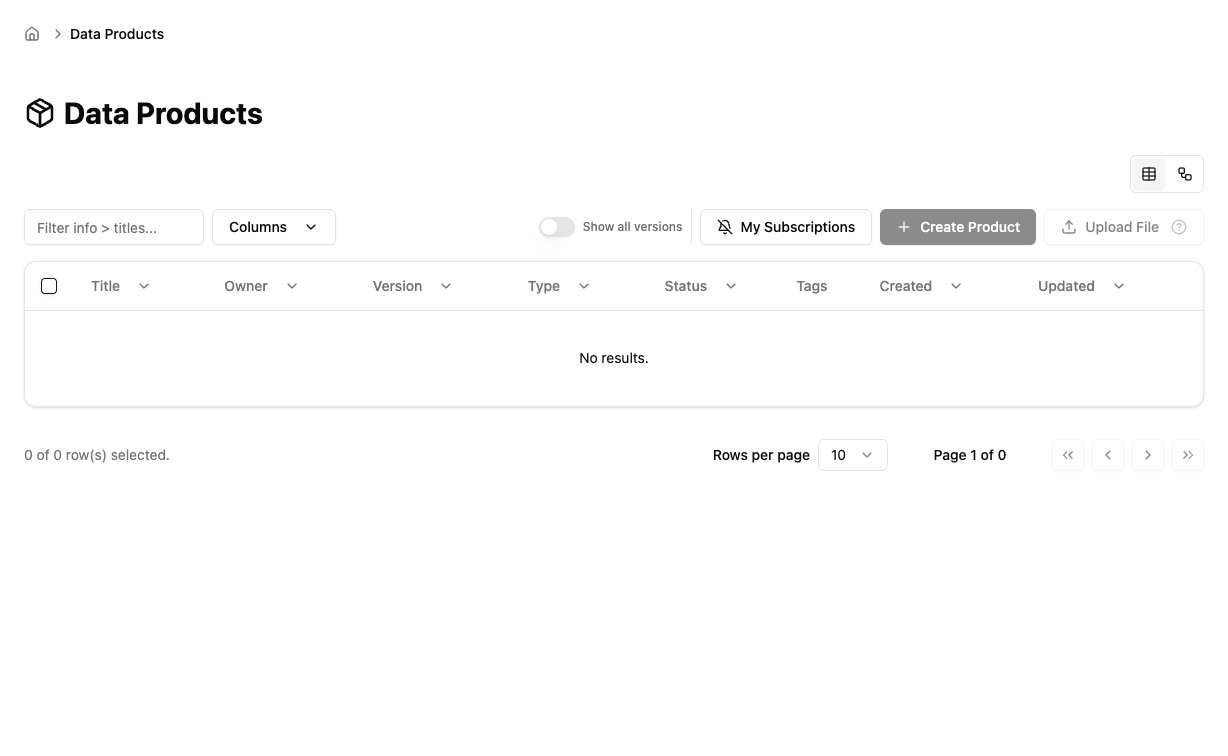 Data Products
Data Products
Filter info > titles...
Columns
Show all versions
My Subscriptions
Create Product
Upload File
Title Owner Version Type Status Tags Created Updated
No results.
0 of 0 row(s) selected.
Rows per page 10 Page 1 of 0